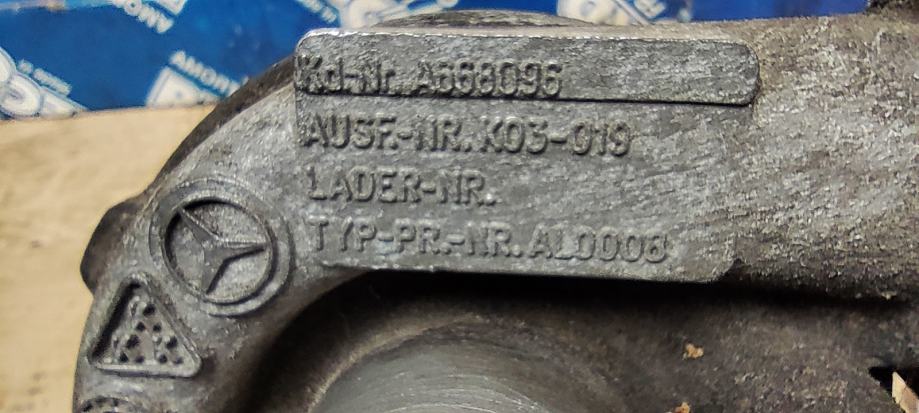 Kd-Nr. A668096
AUSF.-NR. K03-019
LADER-NR.
TYP-PR.-NR. AL0008